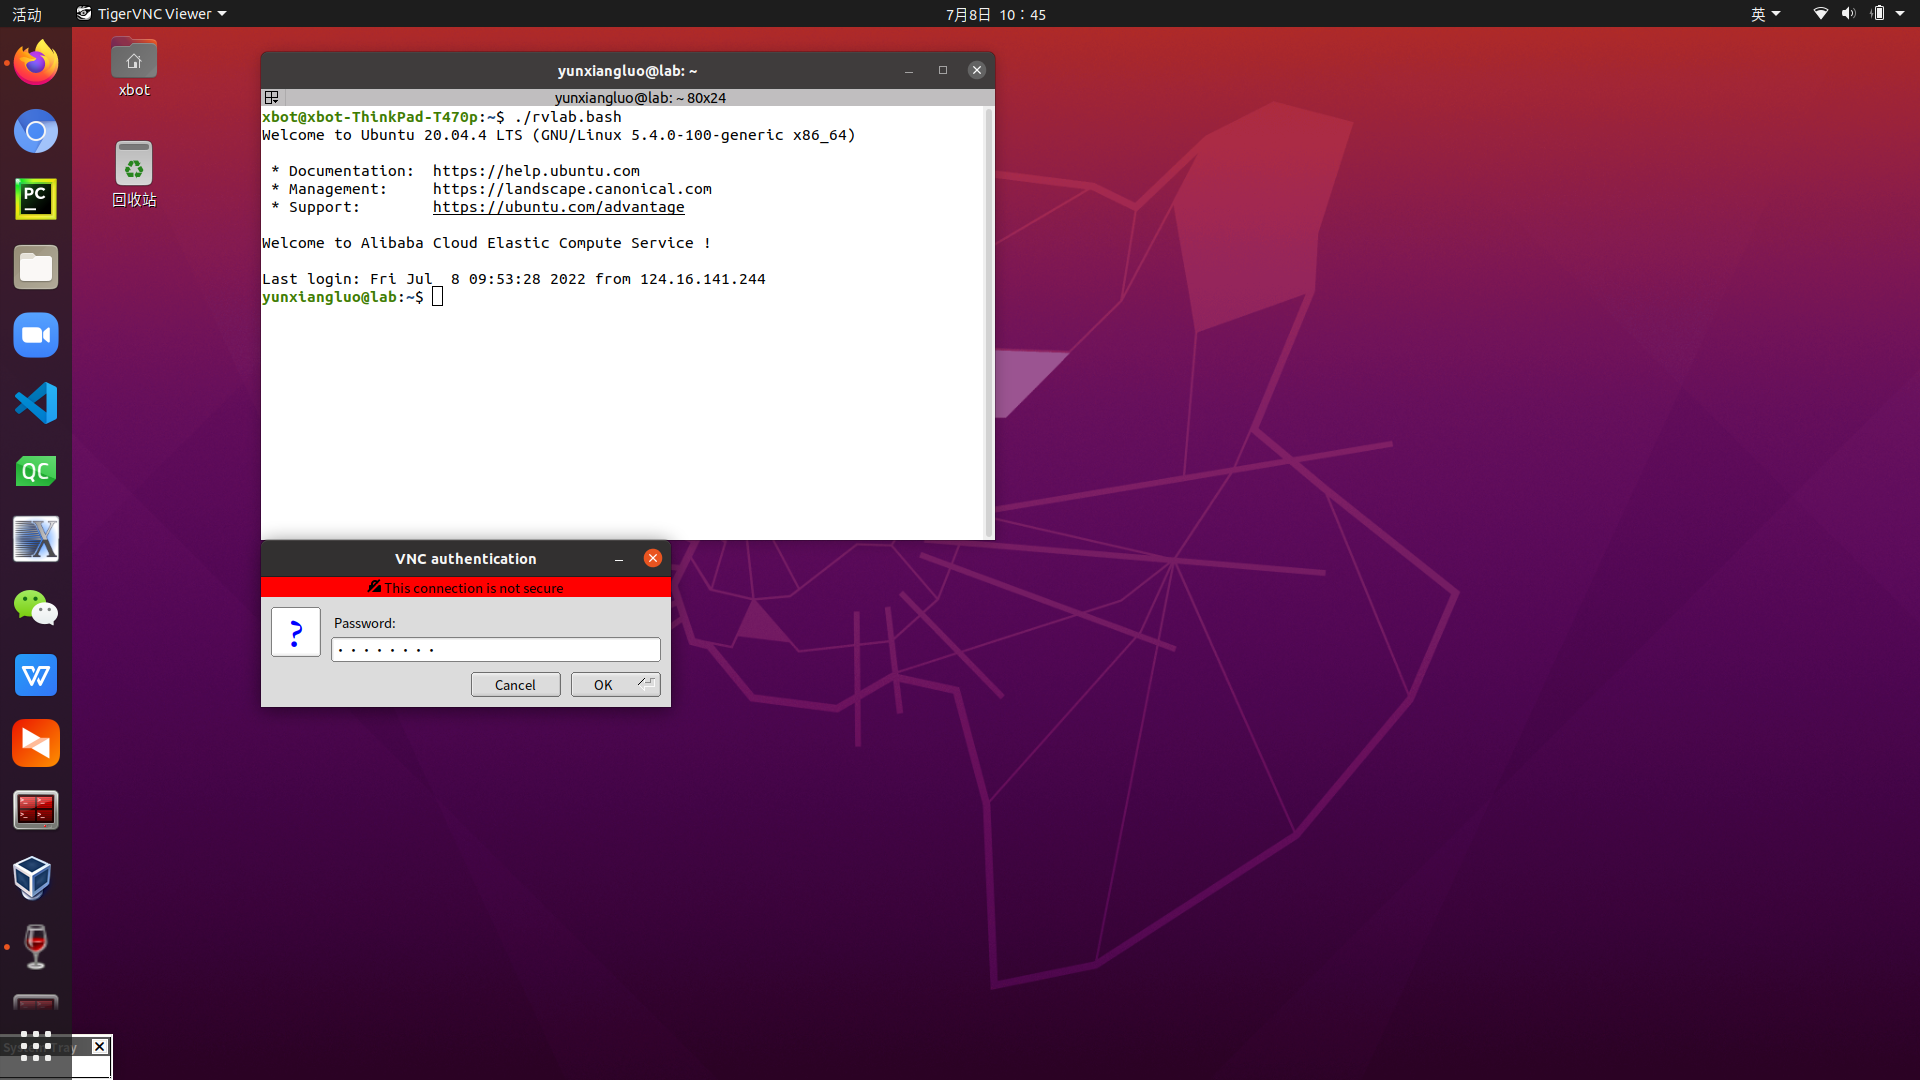 活动
TigerVNC Viewer
7月8日 10：45
英
xbot
回收站
yunxiangluo@lab: ~
yunxiangluo@lab: ~ 80x24
xbot@xbot-ThinkPad-T470p:~$ ./rvlab.bash
Welcome to Ubuntu 20.04.4 LTS (GNU/Linux 5.4.0-100-generic x86_64)
* Documentation:  https://help.ubuntu.com
* Management:     https://landscape.canonical.com
* Support:        https://ubuntu.com/advantage
Welcome to Alibaba Cloud Elastic Compute Service !
Last login: Fri Jul  8 09:53:28 2022 from 124.16.141.244
yunxiangluo@lab:~$
VNC authentication
This connection is not secure
?
Password:
Cancel
OK
PC
QC
X
W
System Tray